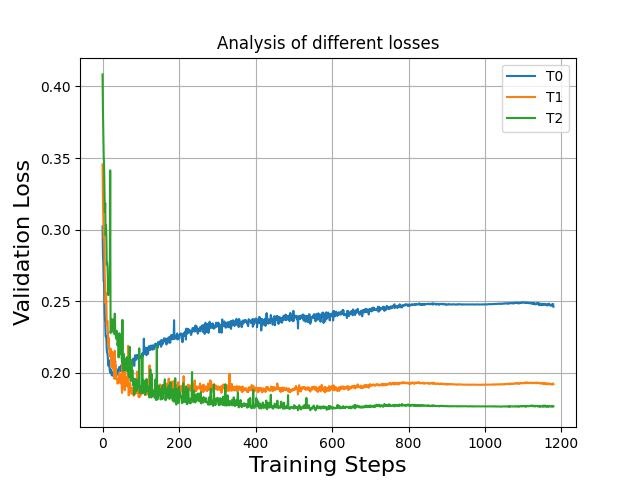 Analysis of different losses
T0
T1
T2
Validation Loss
0.40
0.35
0.30
0.25
0.20
0
200
400
600
800
1000
1200
Training Steps